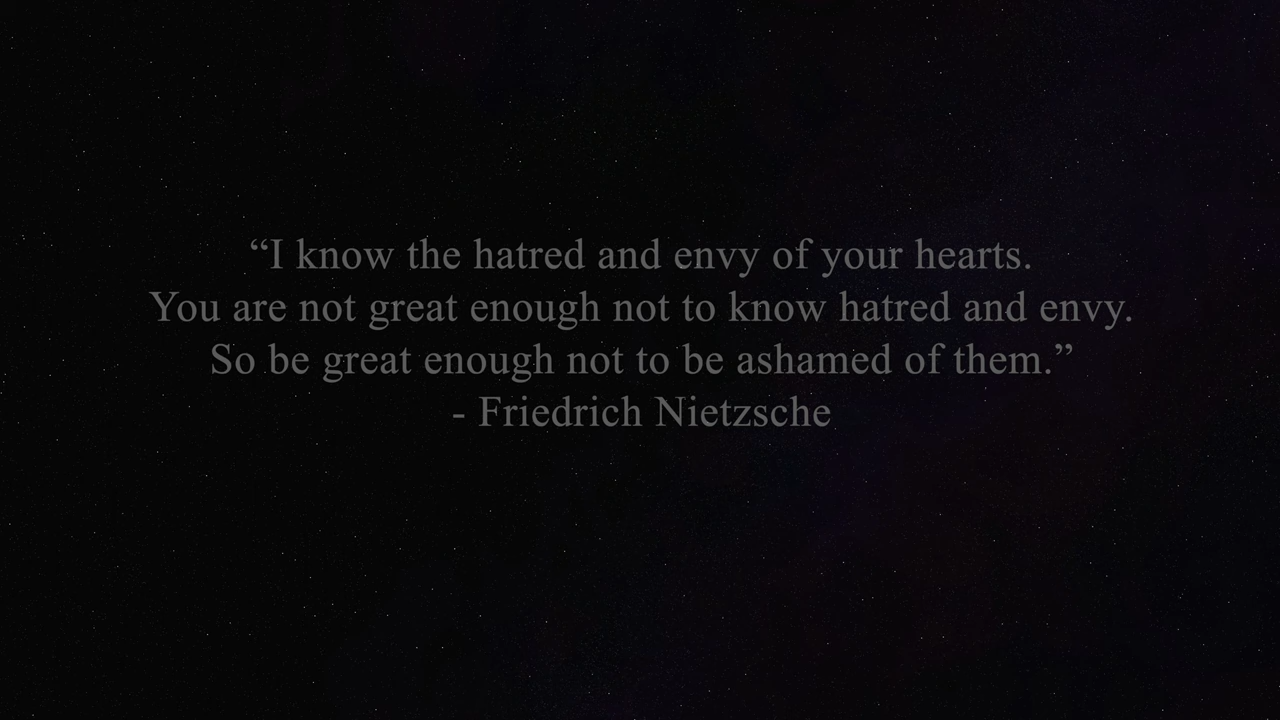 “I know the hatred and envy of your hearts.
You are not great enough not to know hatred and envy.
So be great enough not to be ashamed of them.”
- Friedrich Nietzsche